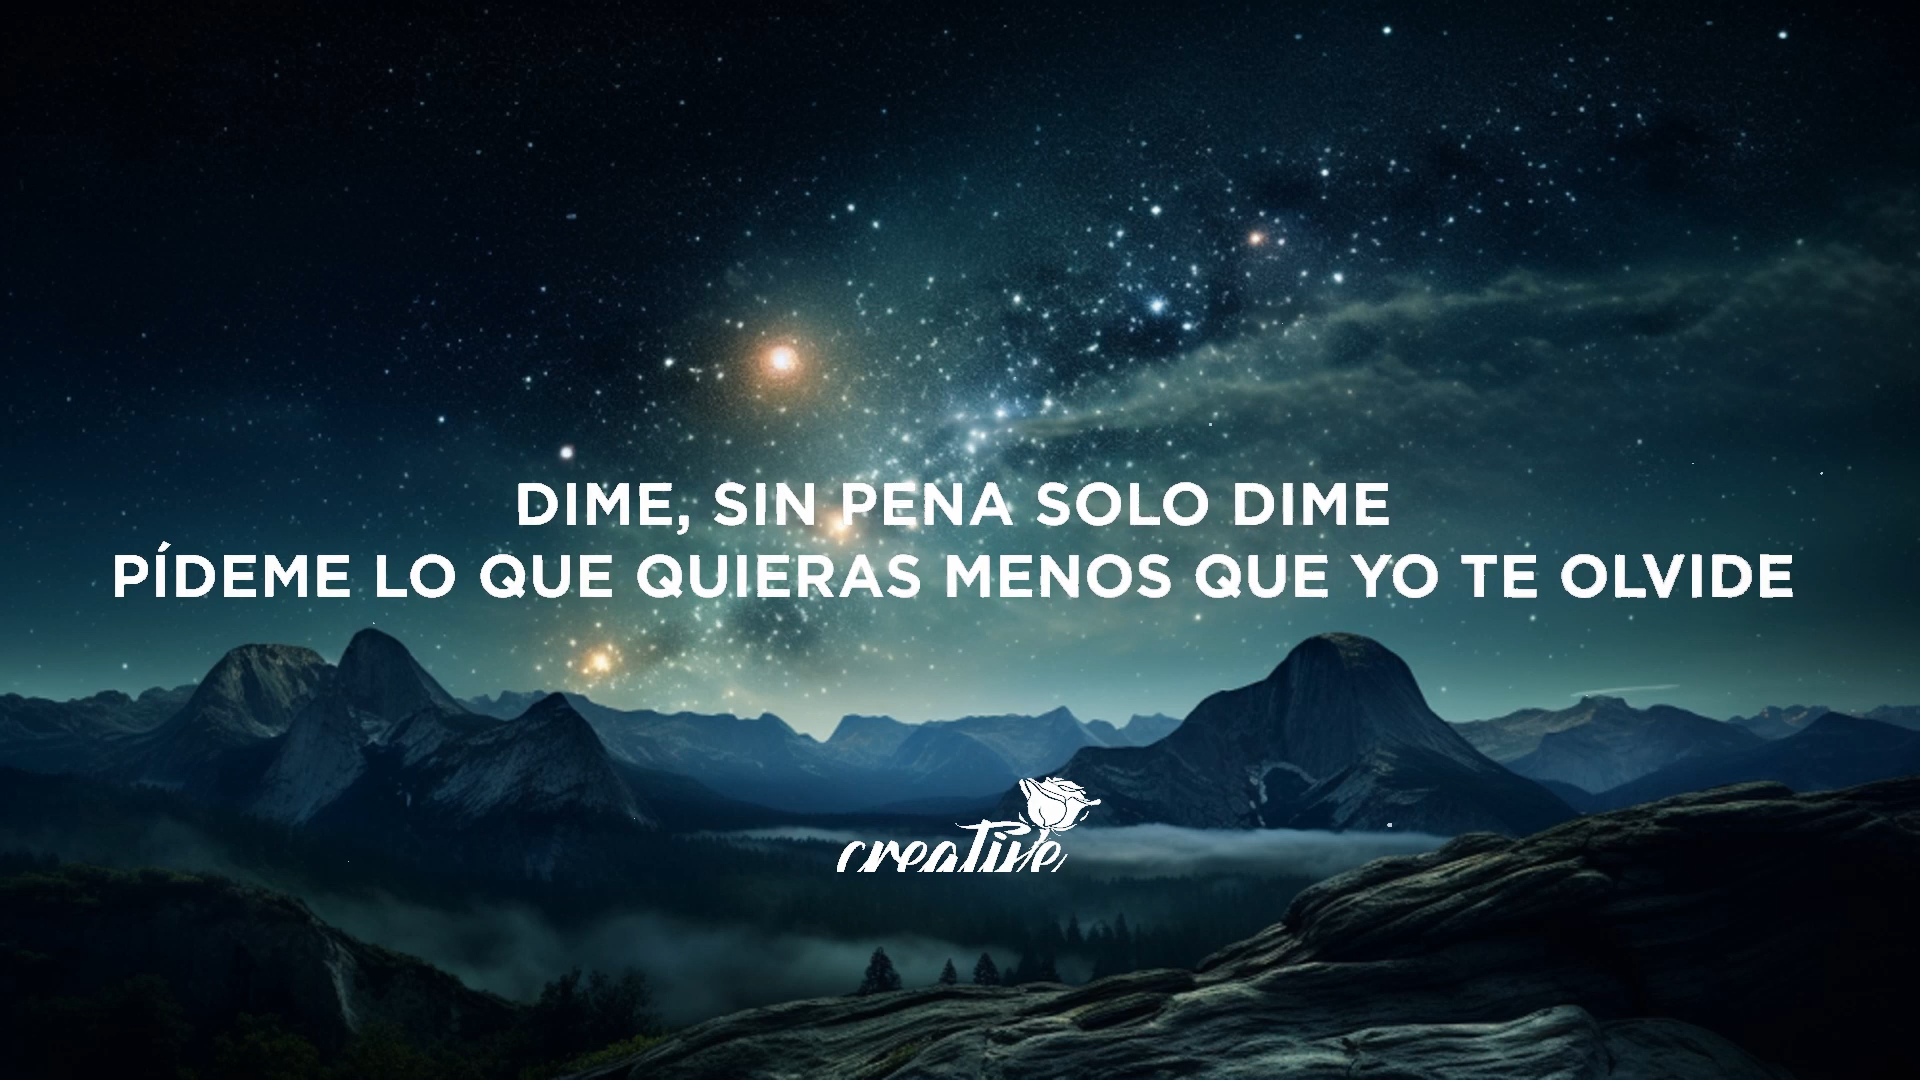 DIME, SIN PENA SOLO DIME
PÍDEME LO QUE QUIERAS MENOS QUE YO TE OLVIDE
creative